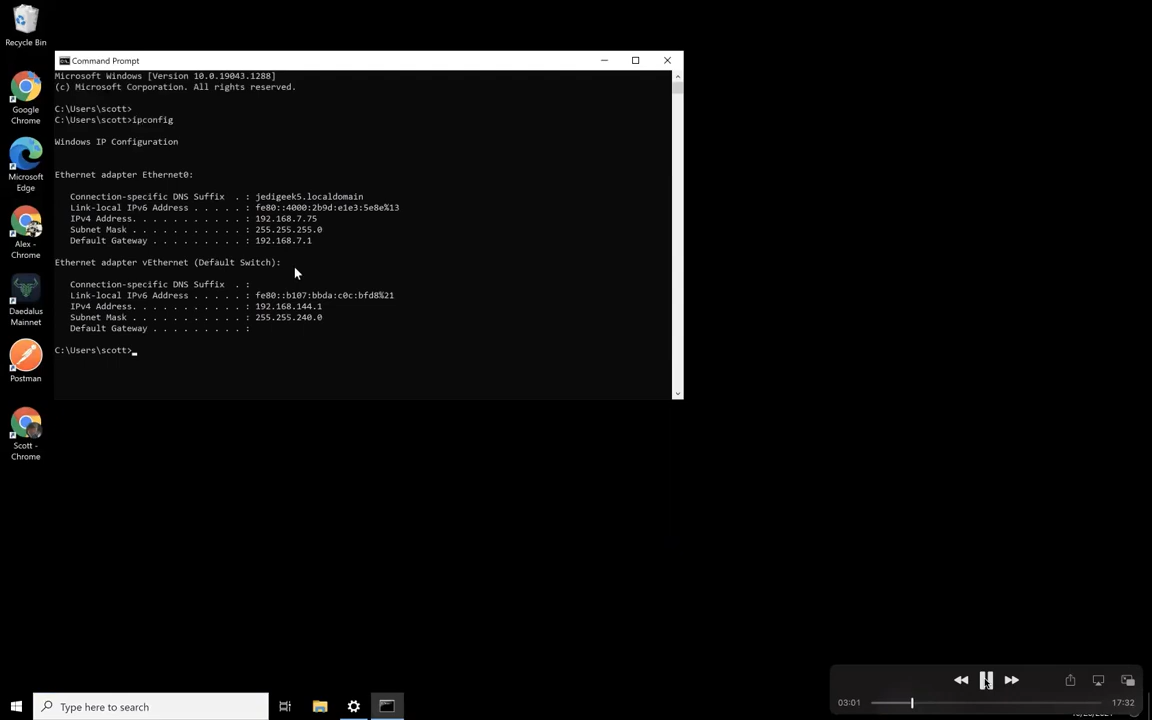 Recycle Bin
Google
Chrome
Microsoft
Edge
Alex -
Chrome
Daedalus
Mainnet
Postman
Scott -
Chrome
Command Prompt
Microsoft Windows [Version 10.0.19043.1288]
(c) Microsoft Corporation. All rights reserved.
C:\Users\scott>
C:\Users\scott>ipconfig
Windows IP Configuration
Ethernet adapter Ethernet0:
Connection-specific DNS Suffix . : jedigeek5.localdomain
Link-local IPv6 Address . . . . . : fe80::4000:2b9d:e1e3:5e8e%13
IPv4 Address. . . . . . . . . . . : 192.168.7.75
Subnet Mask . . . . . . . . . . . : 255.255.255.0
Default Gateway . . . . . . . . . : 192.168.7.1
Ethernet adapter vEthernet (Default Switch):
Connection-specific DNS Suffix . :
Link-local IPv6 Address . . . . . : fe80::b107:bbda:c0c:bfd8%21
IPv4 Address. . . . . . . . . . . : 192.168.144.1
Subnet Mask . . . . . . . . . . . : 255.255.240.0
Default Gateway . . . . . . . . . :
C:\Users\scott>
Type here to search
03:01
17:32